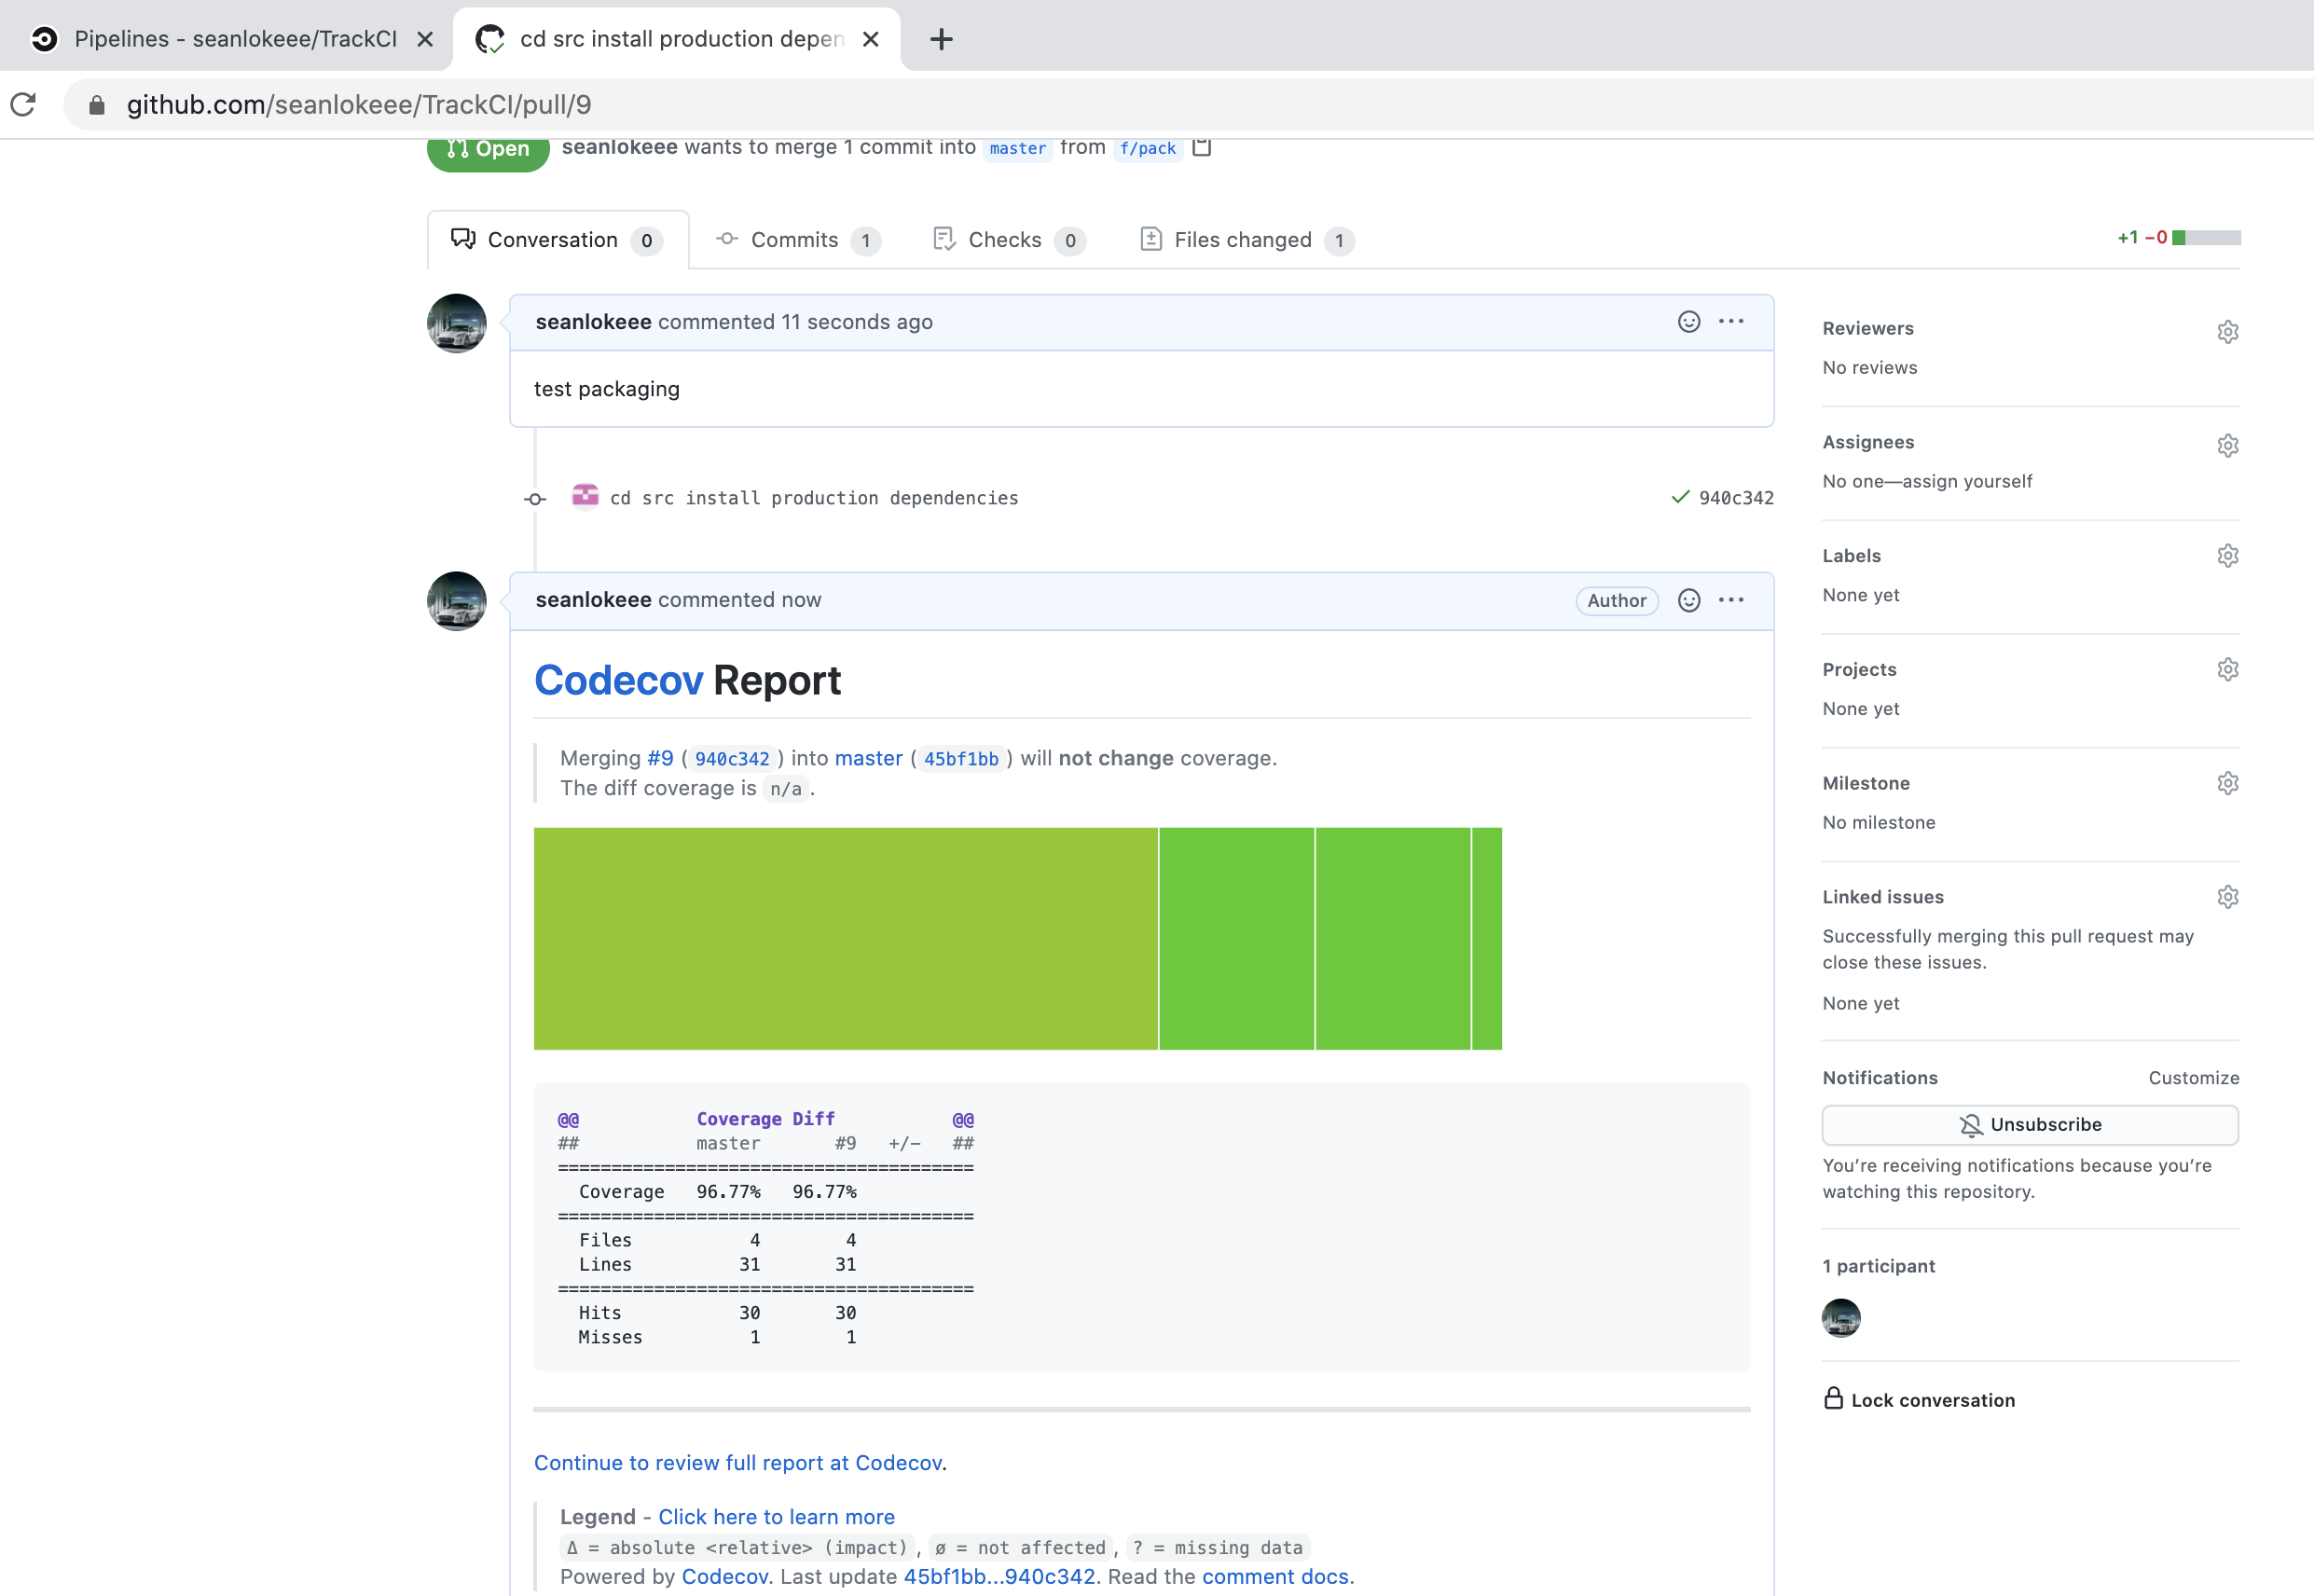 Pipelines - seanlokeee/TrackCI
cd src install production depen
github.com/seanlokeee/TrackCI/pull/9
Open seanlokeee wants to merge 1 commit into master from f/pack
Conversation 0 Commits 1 Checks 0 Files changed 1 +1 −0
seanlokeee commented 11 seconds ago
test packaging
cd src install production dependencies 940c342
seanlokeee commented now Author
Codecov Report
Merging #9 (940c342) into master (45bf1bb) will not change coverage.
The diff coverage is n/a.
@@ Coverage Diff @@
## master #9 +/- ##
=======================================
Coverage 96.77% 96.77%
=======================================
Files 4 4
Lines 31 31
=======================================
Hits 30 30
Misses 1 1
Continue to review full report at Codecov.
Legend - Click here to learn more
Δ = absolute <relative> (impact), ø = not affected, ? = missing data
Powered by Codecov. Last update 45bf1bb...940c342. Read the comment docs.
Reviewers
No reviews
Assignees
No one—assign yourself
Labels
None yet
Projects
None yet
Milestone
No milestone
Linked issues
Successfully merging this pull request may
close these issues.
None yet
Notifications Customize
Unsubscribe
You’re receiving notifications because you’re
watching this repository.
1 participant
Lock conversation